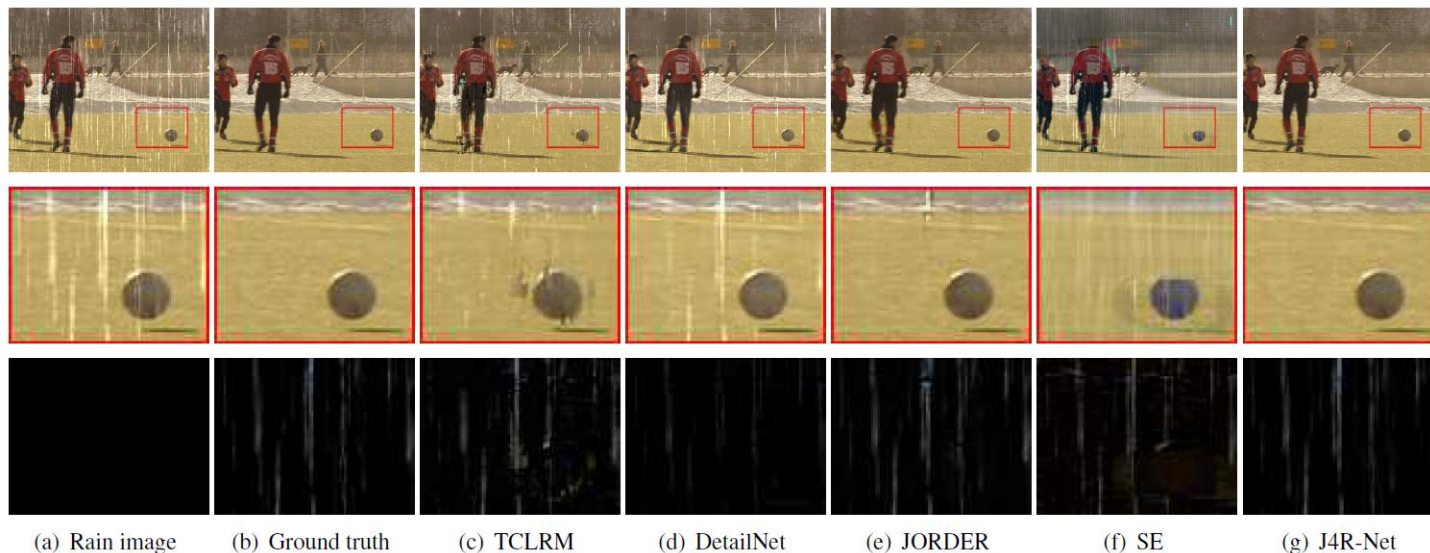 (a) Rain image (b) Ground truth (c) TCLRM (d) DetailNet (e) JORDER (f) SE (g) J4R-Net